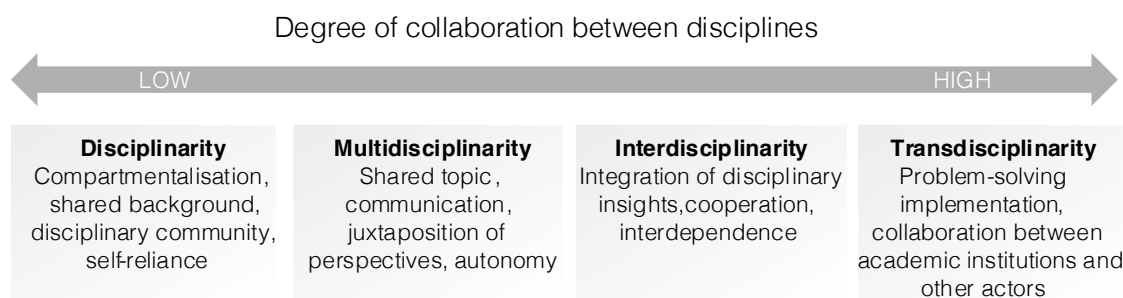 Degree of collaboration between disciplines
LOW
HIGH
Disciplinarity
Compartmentalisation,
shared background,
disciplinary community,
self-reliance
Multidisciplinarity
Shared topic,
communication,
juxtaposition of
perspectives, autonomy
Interdisciplinarity
Integration of disciplinary
insights,cooperation,
interdependence
Transdisciplinarity
Problem-solving
implementation,
collaboration between
academic institutions and
other actors